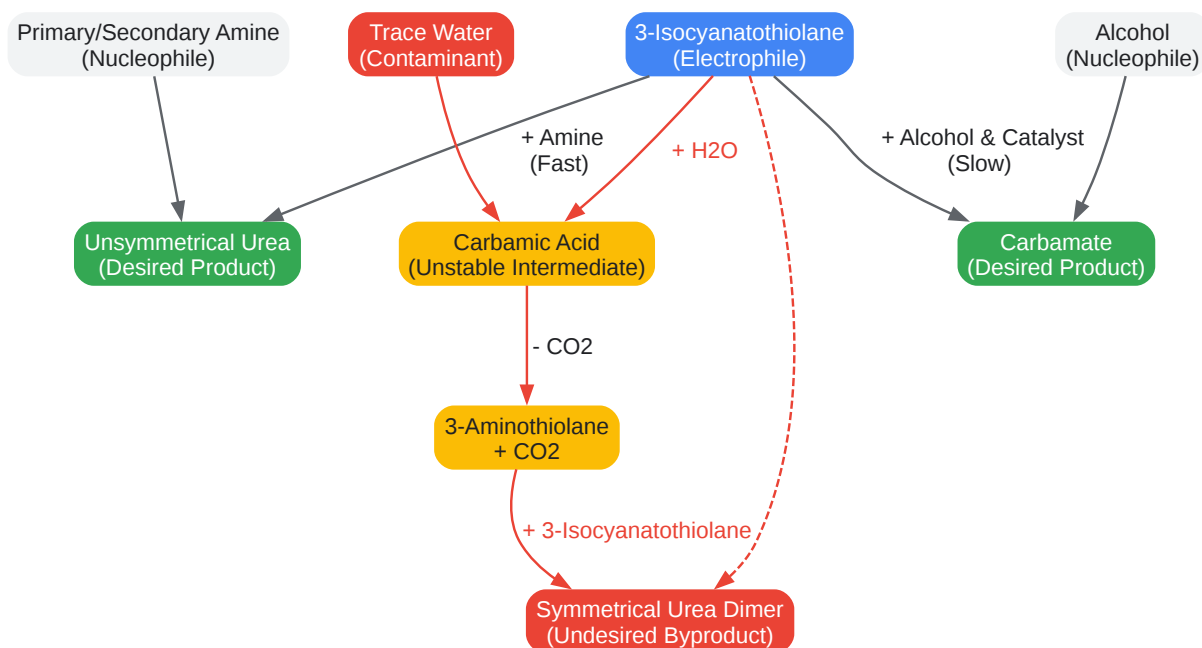 Primary/Secondary Amine
(Nucleophile)
Trace Water
(Contaminant)
3-Isocyanatothiolane
(Electrophile)
Alcohol
(Nucleophile)
+ Amine
(Fast)
+ H2O
+ Alcohol & Catalyst
(Slow)
Unsymmetrical Urea
(Desired Product)
Carbamic Acid
(Unstable Intermediate)
Carbamate
(Desired Product)
- CO2
3-Aminothiolane
+ CO2
+ 3-Isocyanatothiolane
Symmetrical Urea Dimer
(Undesired Byproduct)